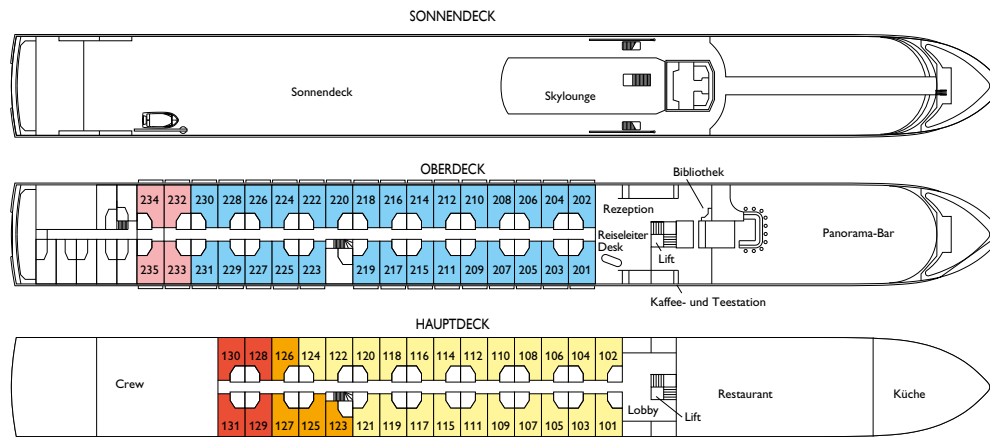 SONNENDECK
Sonnendeck
Skylounge
OBERDECK
Bibliothek
234 232 230 228 226 224 222 220 218 216 214 212 210 208 206 204 202
Rezeption
Reiseleiter
Desk
Lift
Panorama-Bar
235 233 231 229 227 225 223 219 217 215 211 209 207 205 203 201
Kaffee- und Teestation
HAUPTDECK
130 128 126 124 122 120 118 116 114 112 110 108 106 104 102
Crew
Restaurant
Küche
Lobby
Lift
131 129 127 125 123 121 119 117 115 111 109 107 105 103 101